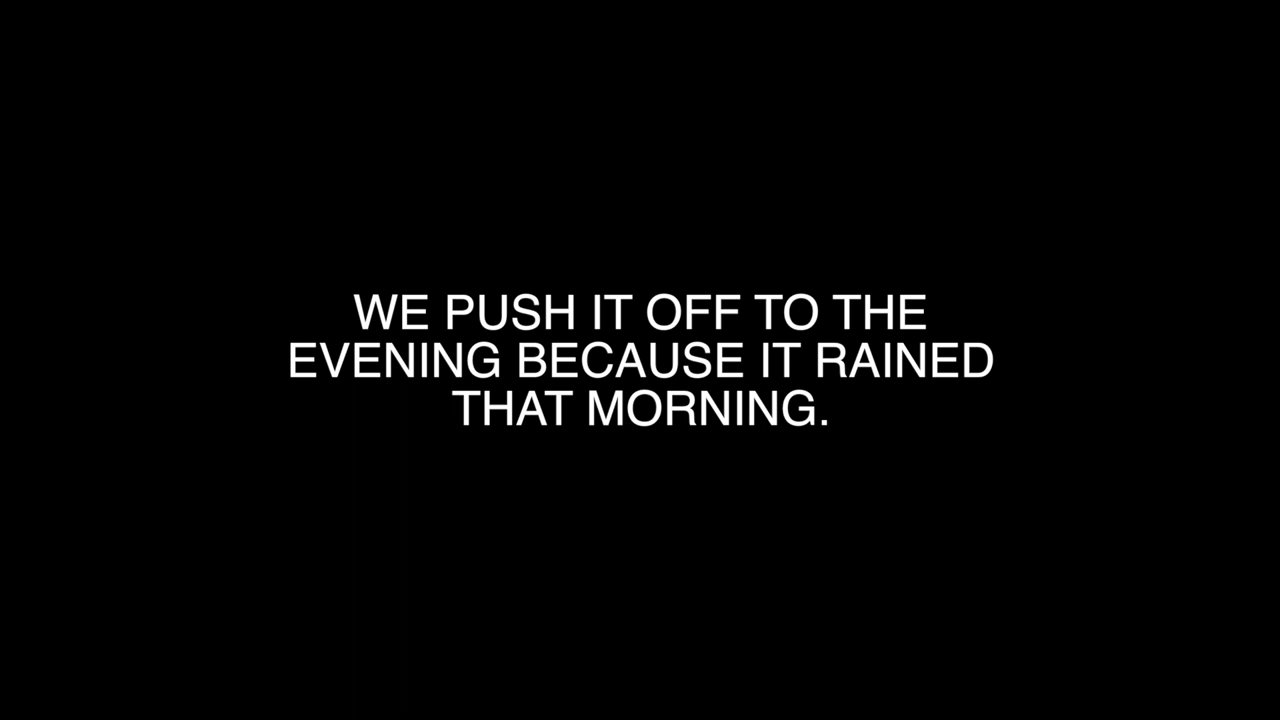 WE PUSH IT OFF TO THE
EVENING BECAUSE IT RAINED
THAT MORNING.